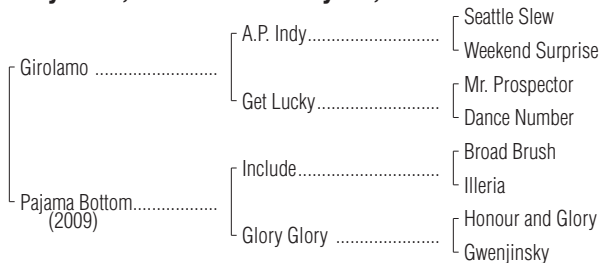 Seattle Slew
A.P. Indy
Weekend Surprise
Girolamo
Mr. Prospector
Get Lucky
Dance Number
Broad Brush
Include
Illeria
Pajama Bottom
(2009)
Honour and Glory
Glory Glory
Gwenjinsky